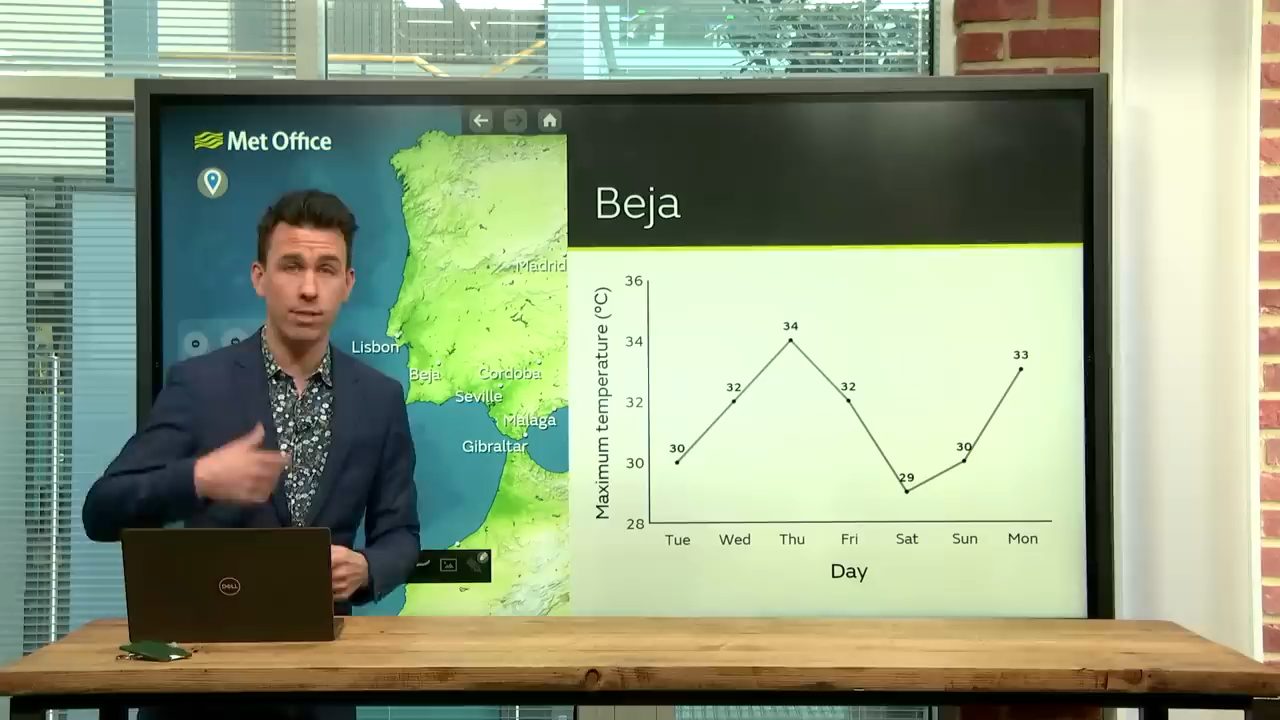 Met Office
Beja
Madrid
Lisbon
Beja
Cordoba
Seville
Malaga
Gibraltar
Maximum temperature (°C)
36
34
32
30
28
30
32
34
32
29
30
33
Tue Wed Thu Fri Sat Sun Mon
Day
DELL